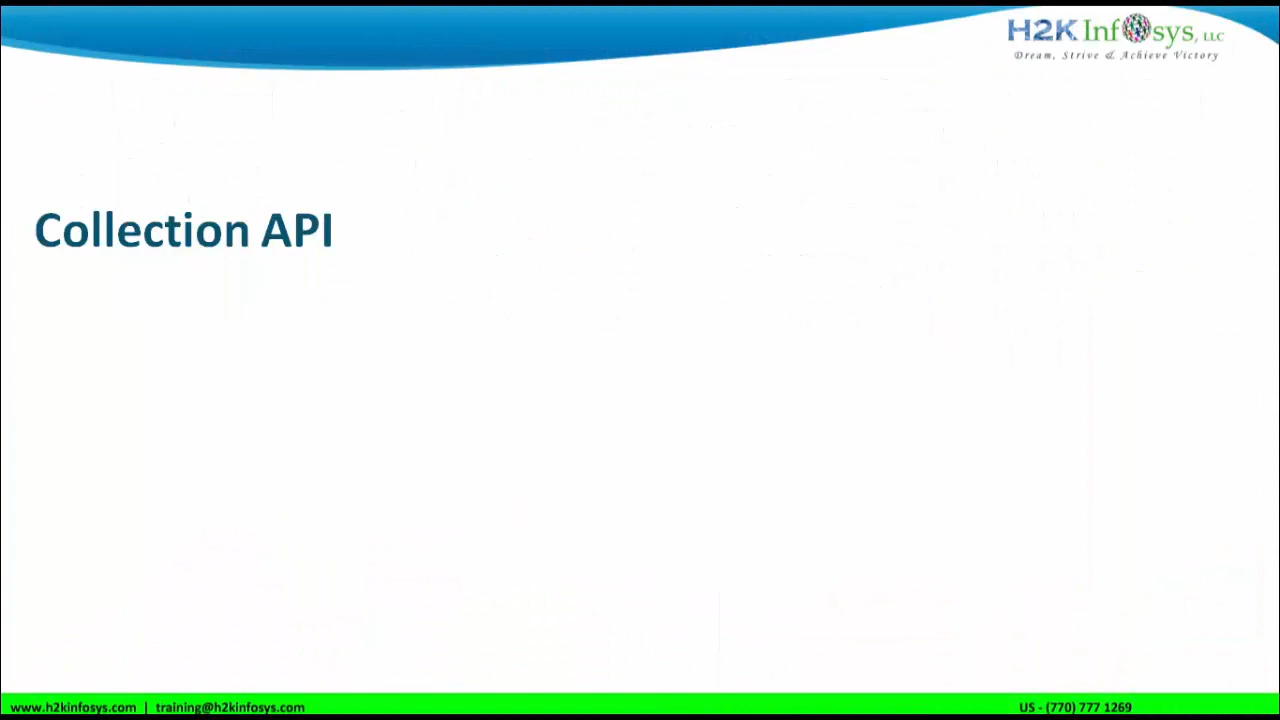 H2K Infosys, LLC
Dream, Strive & Achieve Victory
Collection API
www.h2kinfosys.com | training@h2kinfosys.com
US - (770) 777 1269